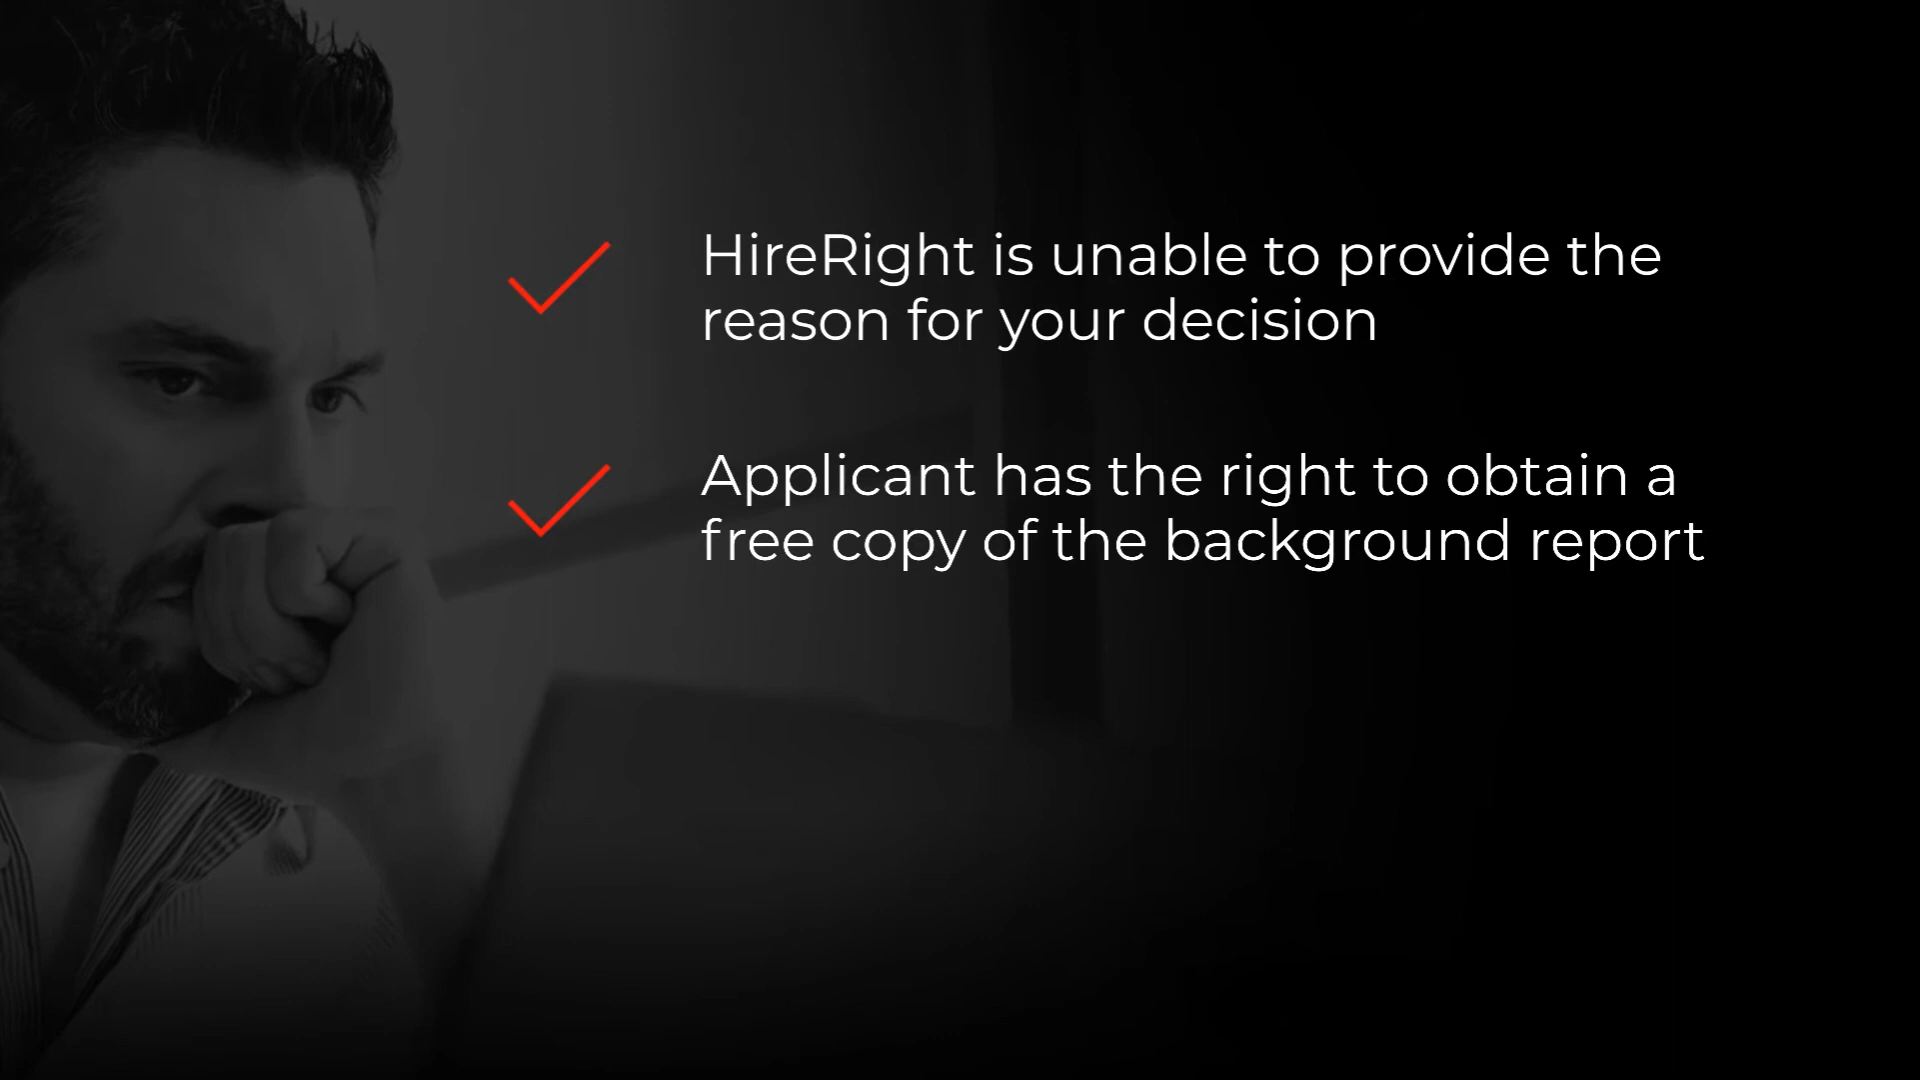 HireRight is unable to provide the
reason for your decision
Applicant has the right to obtain a
free copy of the background report